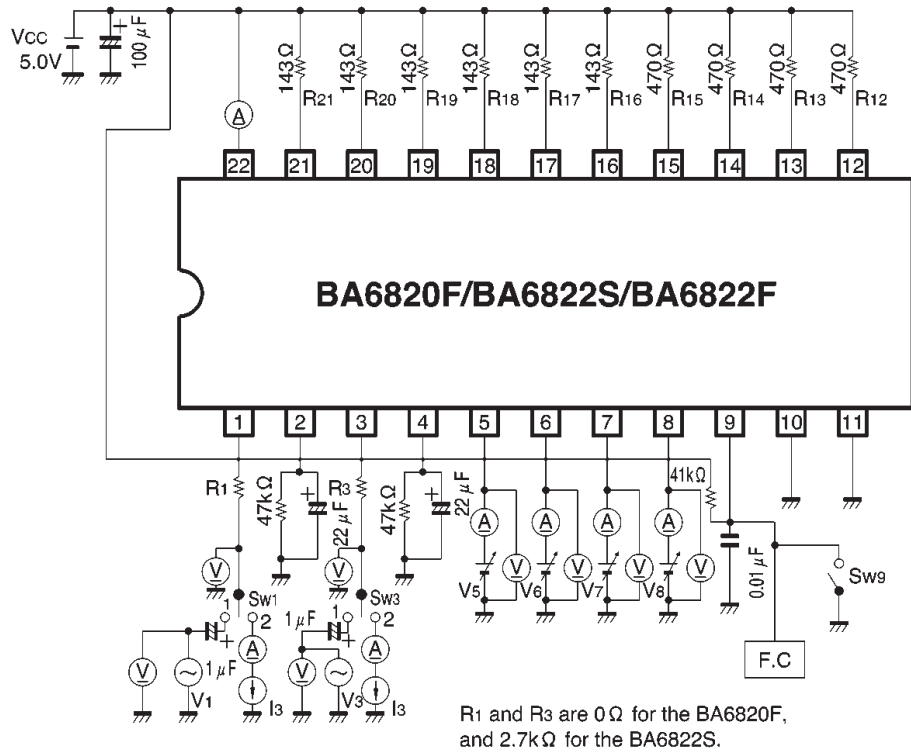 VCC
5.0V
+
100 µF
143Ω
143Ω
143Ω
143Ω
143Ω
143Ω
470Ω
470Ω
470Ω
470Ω
R21
R20
R19
R18
R17
R16
R15
R14
R13
R12
A
22
21
20
19
18
17
16
15
14
13
12
BA6820F/BA6822S/BA6822F
1
2
3
4
5
6
7
8
9
10
11
R1
47kΩ
+
22 µF
R3
47kΩ
+
22 µF
41kΩ
A
A
A
A
V
V
V5
V
V6
V
V7
V
V8
V
0.01 µF
SW9
1
SW1
2
+
1 µF
1
SW3
2
+
1 µF
A
A
V
V1
V
V3
I3
I3
F.C
R1 and R3 are 0Ω for the BA6820F,
and 2.7kΩ for the BA6822S.